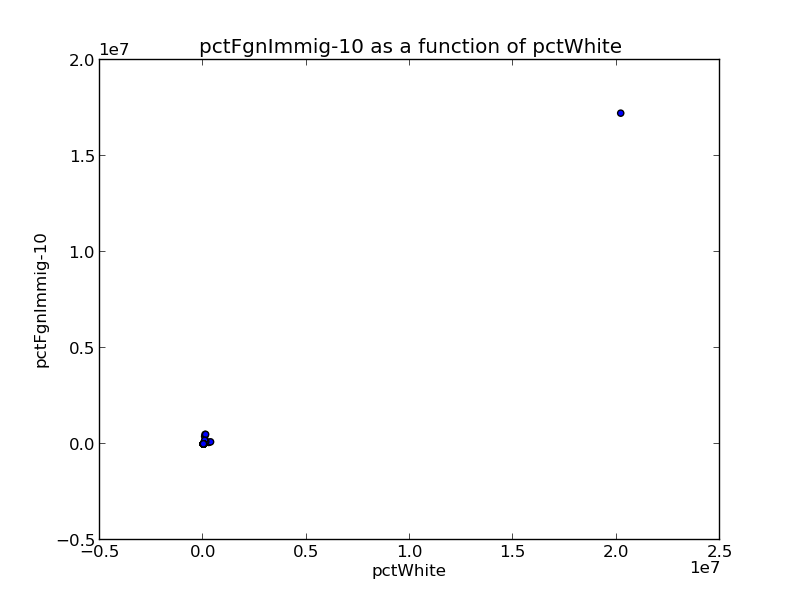 pctFgnImmig-10 as a function of pctWhite
1e7
2.0
1.5
1.0
0.5
0.0
−0.5
pctFgnImmig-10
−0.5 0.0 0.5 1.0 1.5 2.0 2.5
1e7
pctWhite